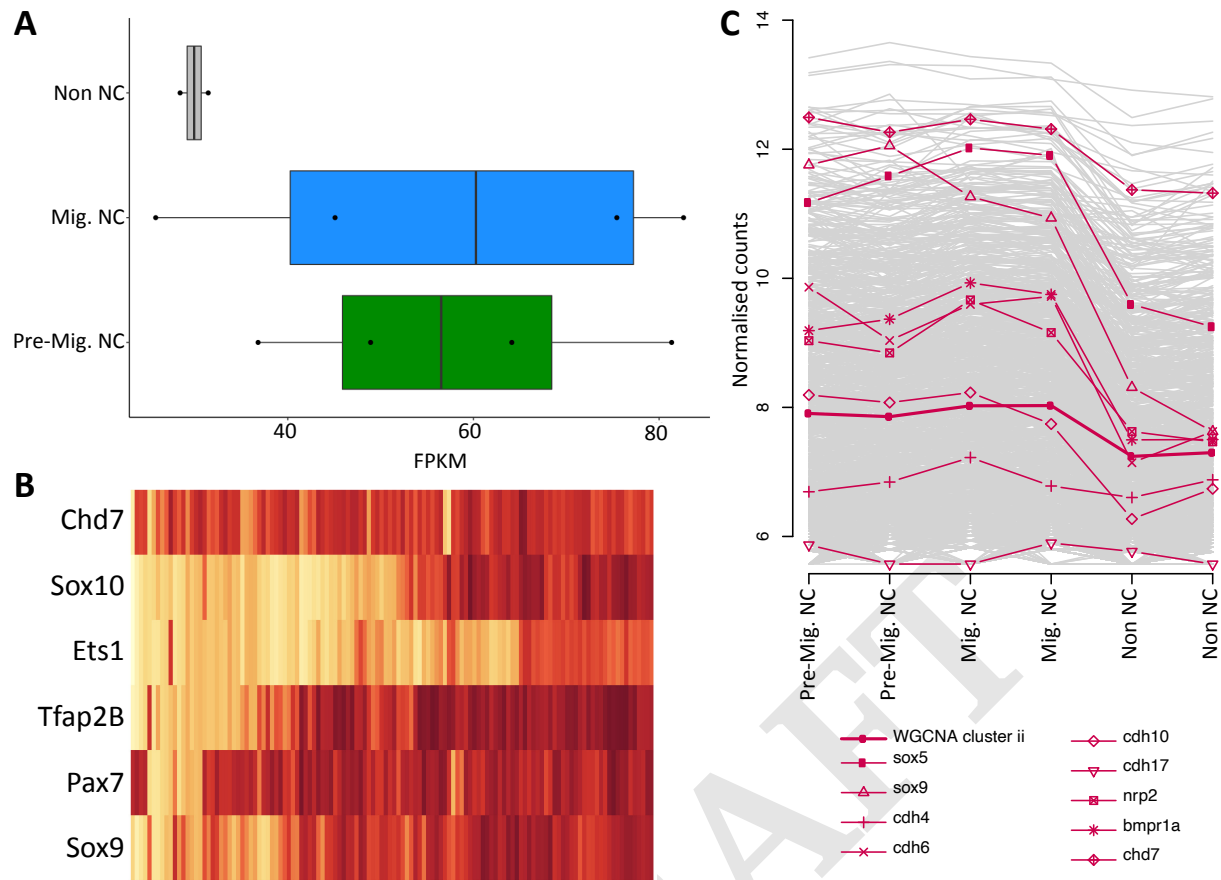 A
Non NC
Mig. NC
Pre-Mig. NC
40
60
80
FPKM
B
Chd7
Sox10
Ets1
Tfap2B
Pax7
Sox9
C
Normalised counts
14
12
10
8
6
Pre-Mig. NC
Pre-Mig. NC
Mig. NC
Mig. NC
Non NC
Non NC
WGCNA cluster ii
sox5
sox9
cdh4
cdh6
cdh10
cdh17
nrp2
bmpr1a
chd7
AFT